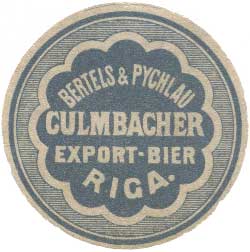 BERTELS & PYCHLAU
CULMBACHER
EXPORT-BIER
RIGA.